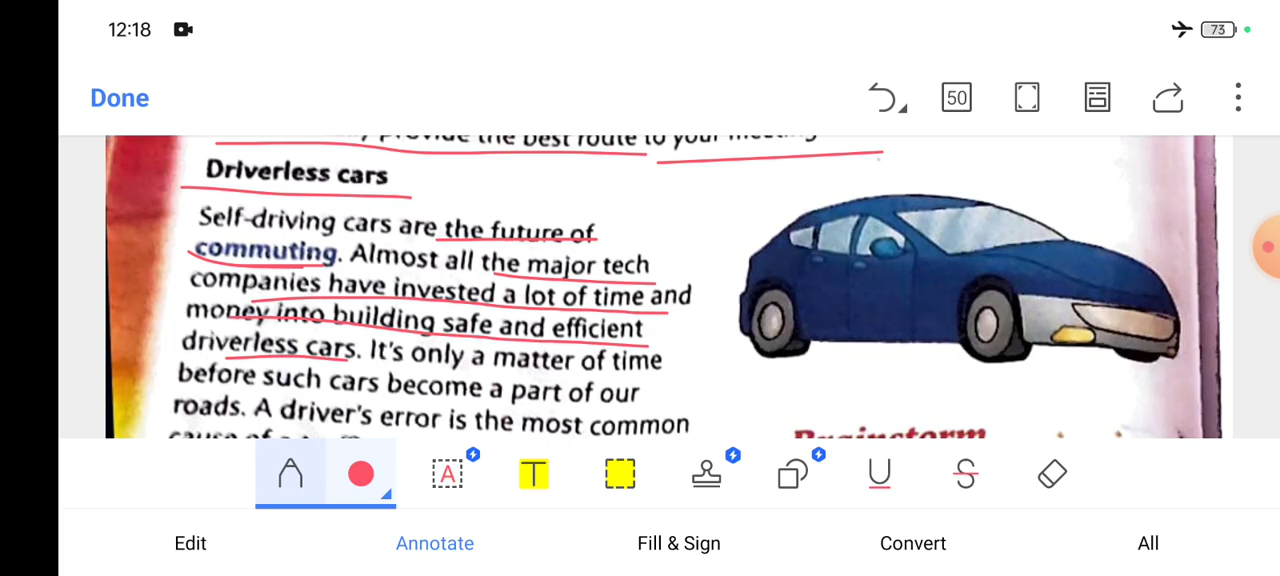 12:18
73
Done
50
provide the best route to your
Driverless cars
Self-driving cars are the future of
commuting. Almost all the major tech
companies have invested a lot of time and
money into building safe and efficient
driverless cars. It's only a matter of time
before such cars become a part of our
roads. A driver's error is the most common
cause of
Brainstorm
A
T
U
S
Edit
Annotate
Fill & Sign
Convert
All